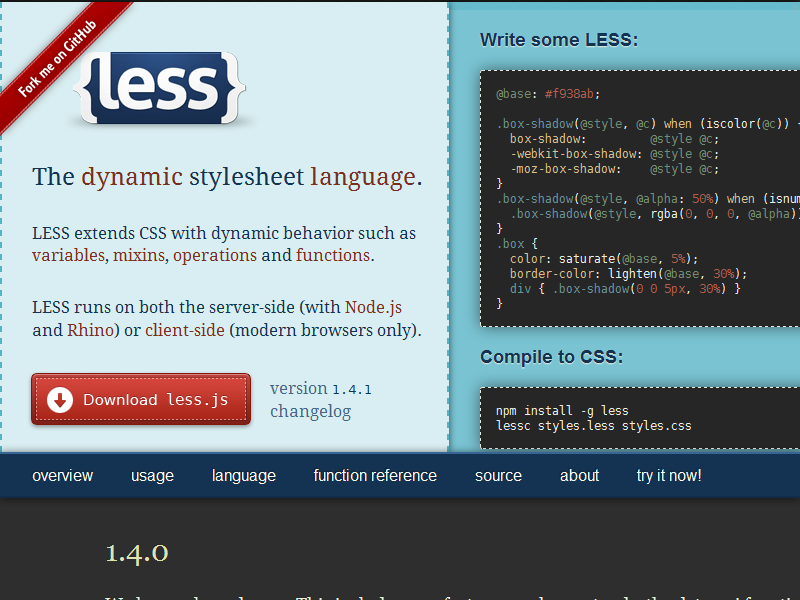 Fork me on GitHub
{less}
The dynamic stylesheet language.
LESS extends CSS with dynamic behavior such as
variables, mixins, operations and functions.
LESS runs on both the server-side (with Node.js
and Rhino) or client-side (modern browsers only).
Download less.js
version 1.4.1
changelog
Write some LESS:
@base: #f938ab;
.box-shadow(@style, @c) when (iscolor(@c)) {
  box-shadow:         @style @c;
  -webkit-box-shadow: @style @c;
  -moz-box-shadow:    @style @c;
}
.box-shadow(@style, @alpha: 50%) when (isnum
  .box-shadow(@style, rgba(0, 0, 0, @alpha))
}
.box {
  color: saturate(@base, 5%);
  border-color: lighten(@base, 30%);
  div { .box-shadow(0 0 5px, 30%) }
}
Compile to CSS:
npm install -g less
lessc styles.less styles.css
overview usage language function reference source about try it now!
1.4.0